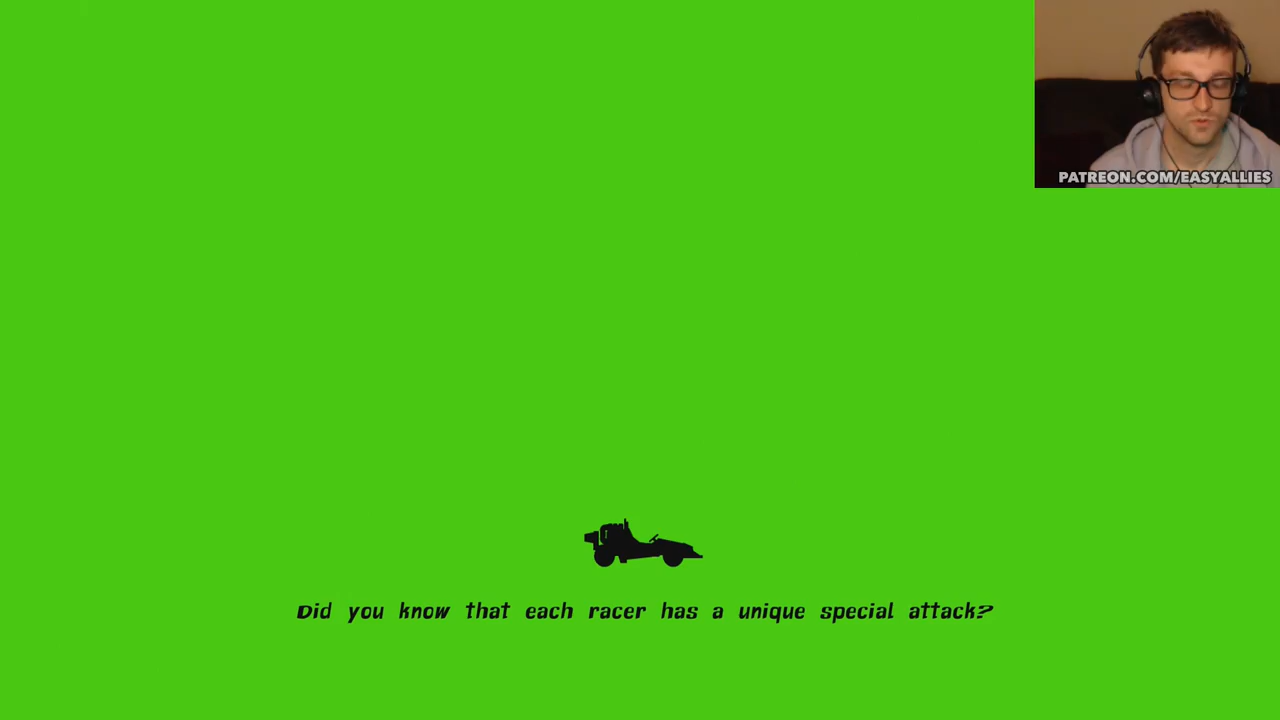 PATREON.COM/EASYALLIES
Did you know that each racer has a unique special attack?